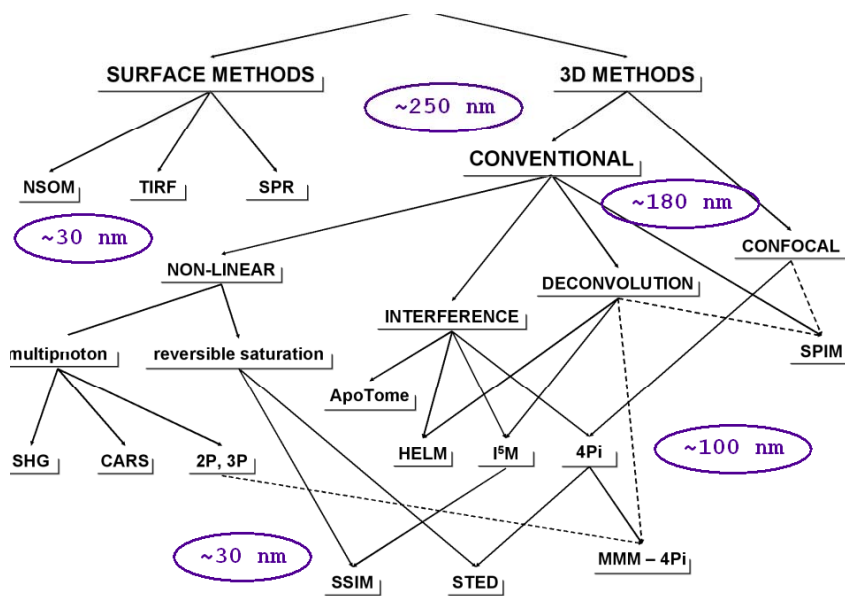 SURFACE METHODS
3D METHODS
~250 nm
CONVENTIONAL
NSOM
TIRF
SPR
~180 nm
~30 nm
CONFOCAL
NON-LINEAR
DECONVOLUTION
INTERFERENCE
multiphoton
reversible saturation
SPIM
ApoTome
SHG
CARS
2P, 3P
HELM
I⁵M
4Pi
~100 nm
~30 nm
SSIM
STED
MMM – 4Pi